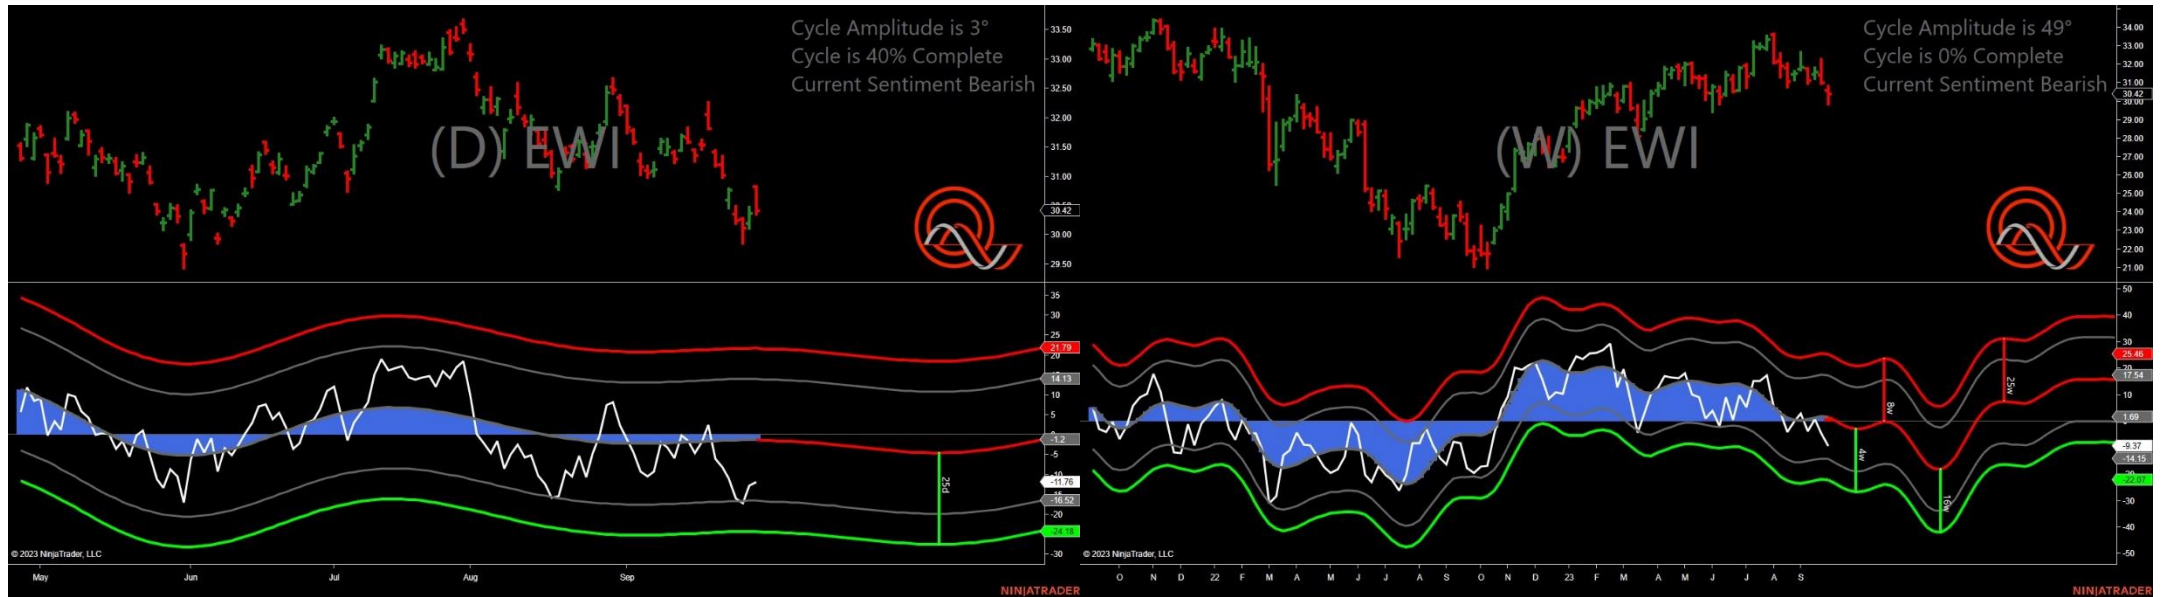 Cycle Amplitude is 3°
Cycle is 40% Complete
Current Sentiment Bearish
(D) EWI
33.50
33.00
32.50
32.00
31.50
31.00
30.42
30.00
29.50
35
30
25
21.79
20
14.13
10
5
0
-1.2
-5
-11.76
-16.52
-20
-24.18
-30
25d
© 2023 NinjaTrader, LLC
May Jun Jul Aug Sep
NINJATRADER
Cycle Amplitude is 49°
Cycle is 0% Complete
Current Sentiment Bearish
(W) EWI
34.00
33.00
32.00
31.00
30.42
30.00
29.00
28.00
27.00
26.00
25.00
24.00
23.00
22.00
21.00
50
40
30
25.46
17.54
10
1.69
-9.37
-14.15
-22.07
-30
-40
-50
8w
4w
16w
25w
© 2023 NinjaTrader, LLC
O N D 22 F M A M J J A S O N D 23 F M A M J J A S
NINJATRADER